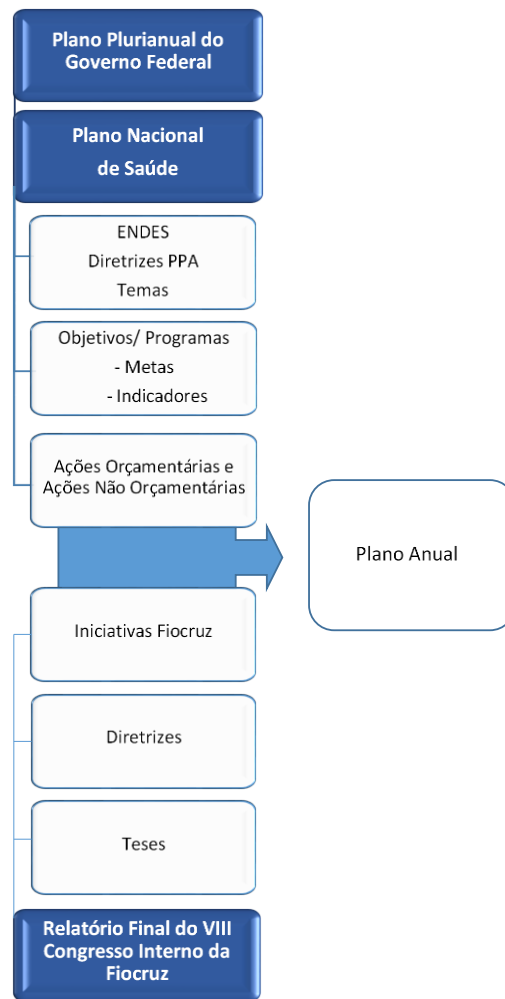 Plano Plurianual do
Governo Federal
Plano Nacional
de Saúde
ENDES
Diretrizes PPA
Temas
Objetivos/ Programas
- Metas
- Indicadores
Ações Orçamentárias e
Ações Não Orçamentárias
Plano Anual
Iniciativas Fiocruz
Diretrizes
Teses
Relatório Final do VIII
Congresso Interno da
Fiocruz